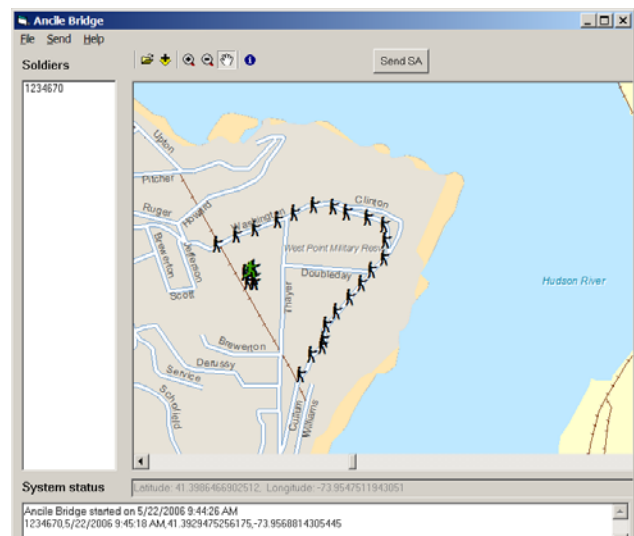 Ancile Bridge
File Send Help
Soldiers
Send SA
1234670
Upton
Pitcher
Ruger
Howard
Washington
Clinton
Brewerton
Jefferson
West Point Military Reserv
Doubleday
Scott
Thayer
Hudson River
Brewerton
Derussy
Service
Schofield
Cullum
Williams
System status
Latitude: 41.3986466902512, Longitude: -73.9547511943051
Ancile Bridge started on 5/22/2006 9:44:26 AM
1234670,5/22/2006 9:45:18 AM,41.3929475256175,-73.9568814305445